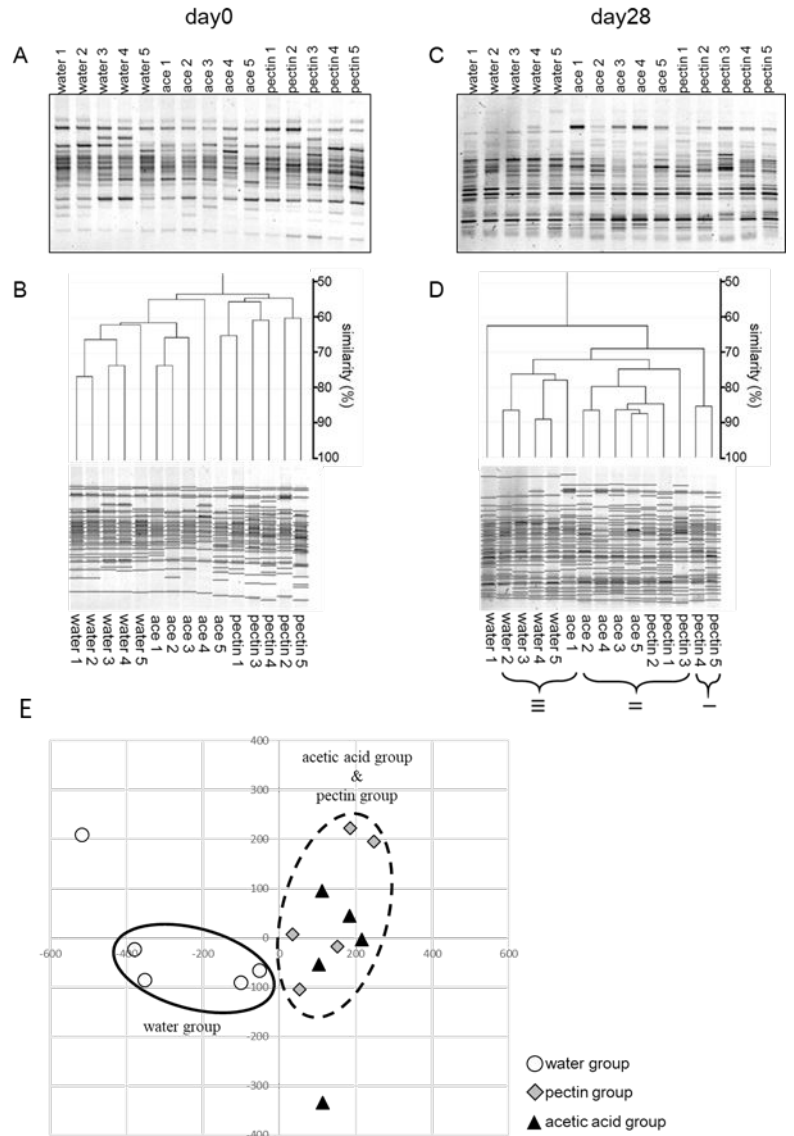 day0
day28
A
water 1
water 2
water 3
water 4
water 5
ace 1
ace 2
ace 3
ace 4
ace 5
pectin 1
pectin 2
pectin 3
pectin 4
pectin 5
C
water 1
water 2
water 3
water 4
water 5
ace 1
ace 2
ace 3
ace 4
ace 5
pectin 1
pectin 2
pectin 3
pectin 4
pectin 5
B
50
60
70
80
90
100
similarity (%)
water 1
water 2
water 3
water 4
water 5
ace 1
ace 2
ace 3
ace 4
ace 5
pectin 1
pectin 3
pectin 4
pectin 2
pectin 5
D
50
60
70
80
90
100
similarity (%)
water 1
water 2
water 3
water 4
water 5
ace 1
ace 2
ace 4
ace 3
ace 5
pectin 2
pectin 1
pectin 3
pectin 4
pectin 5
III
II
I
E
400
300
200
100
0
-100
-200
-300
-400
-600
-400
-200
0
200
400
600
acetic acid group
&
pectin group
water group
water group
pectin group
acetic acid group